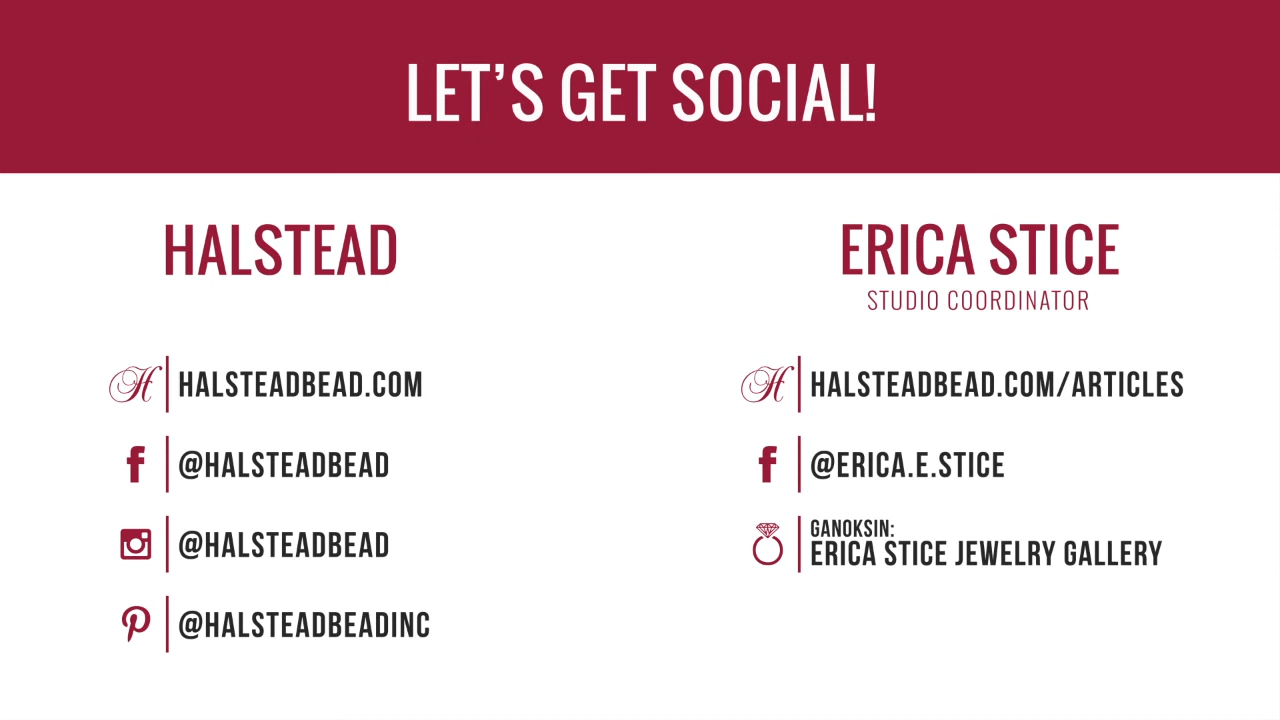 LET'S GET SOCIAL!
HALSTEAD
HALSTEADBEAD.COM
@HALSTEADBEAD
@HALSTEADBEAD
@HALSTEADBEADINC
ERICA STICE
STUDIO COORDINATOR
HALSTEADBEAD.COM/ARTICLES
@ERICA.E.STICE
GANOKSIN:
ERICA STICE JEWELRY GALLERY